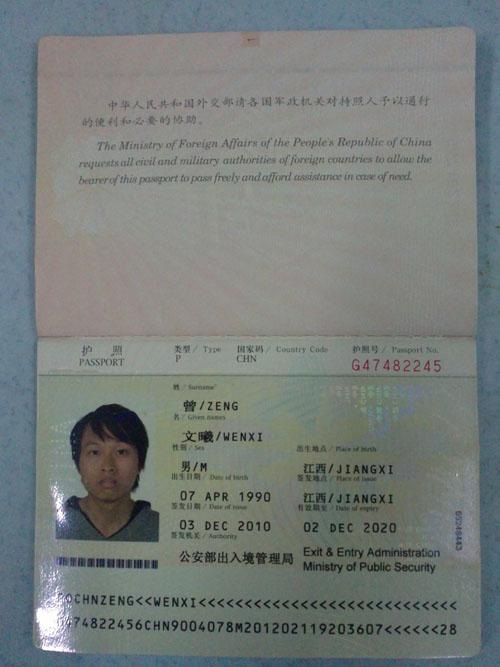 中华人民共和国外交部请各国军政机关对持照人予以通行
的便利和必要的协助。
The Ministry of Foreign Affairs of the People's Republic of China
requests all civil and military authorities of foreign countries to allow the
bearer of this passport to pass freely and afford assistance in case of need.
护 照 类型 / Type 国家码 / Country Code 护照号 / Passport No.
PASSPORT P CHN G47482245
姓 / Surname
曾/ZENG
名 / Given names
文曦/WENXI
性别 / Sex 出生地点 / Place of birth
男/M 江西/JIANGXI
出生日期 / Date of birth 签发地点 / Place of issue
07 APR 1990 江西/JIANGXI
签发日期 / Date of issue 有效期至 / Date of expiry
03 DEC 2010 02 DEC 2020
签发机关 / Authority
公安部出入境管理局 Exit & Entry Administration
Ministry of Public Security
POCHNZENG<<WENXI<<<<<<<<<<<<<<<<<<<<<<<<<<<<
474822456CHN9004078M201202119203607<<<<<<28